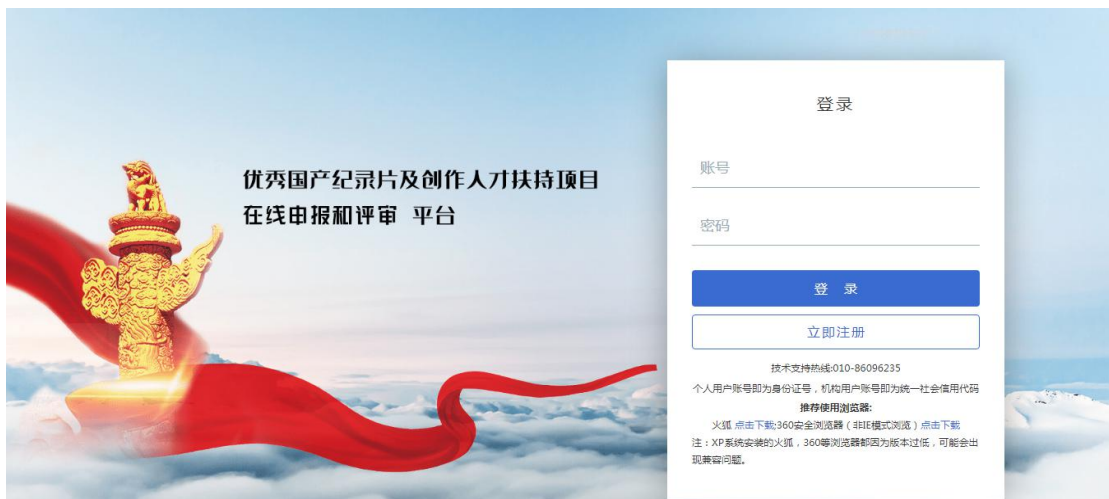 优秀国产纪录片及创作人才扶持项目
在线申报和评审 平台
登录
账号
密码
登 录
立即注册
技术支持热线:010-86096235
个人用户账号即为身份证号，机构用户账号即为统一社会信用代码
推荐使用浏览器:
火狐 点击下载;360安全浏览器（非IE模式浏览）点击下载
注：XP系统安装的火狐，360等浏览器都因为版本过低，可能会出
现兼容问题。